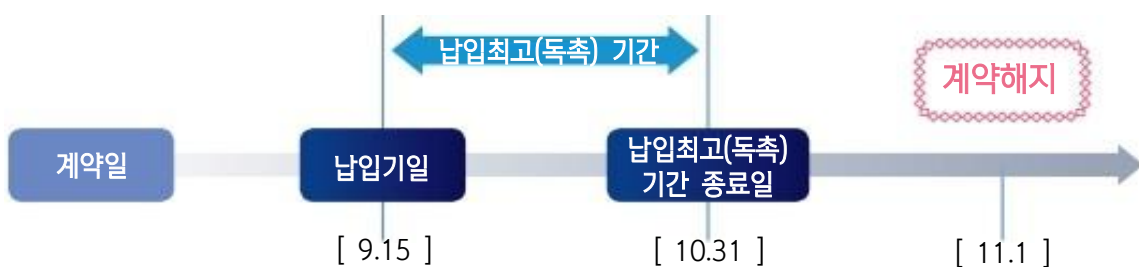 납입최고(독촉) 기간
계약해지
계약일
납입기일
납입최고(독촉)
기간 종료일
[ 9.15 ]
[ 10.31 ]
[ 11.1 ]